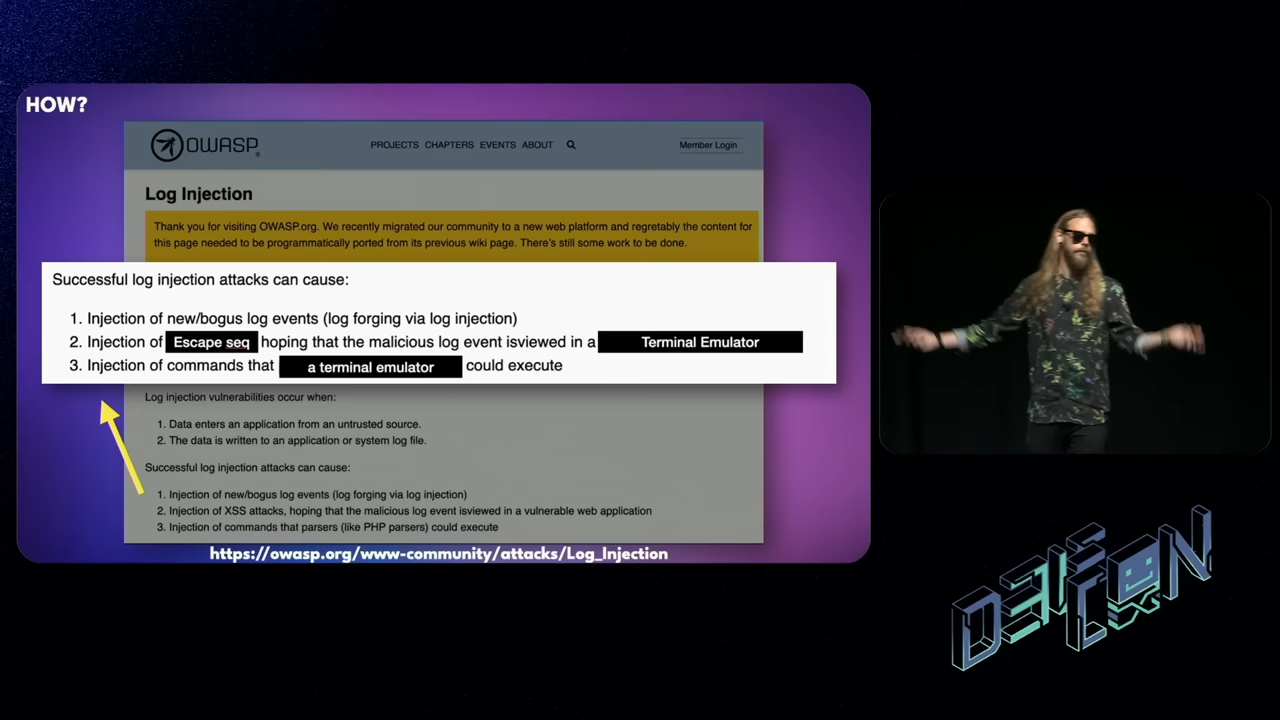 HOW?
OWASP
PROJECTS CHAPTERS EVENTS ABOUT
Member Login
Log Injection
Thank you for visiting OWASP.org. We recently migrated our community to a new web platform and regretably the content for
this page needed to be programmatically ported from its previous wiki page. There's still some work to be done.
Successful log injection attacks can cause:
1. Injection of new/bogus log events (log forging via log injection)
2. Injection of Escape seq hoping that the malicious log event isviewed in a Terminal Emulator
3. Injection of commands that a terminal emulator could execute
Log injection vulnerabilities occur when:
1. Data enters an application from an untrusted source.
2. The data is written to an application or system log file.
Successful log injection attacks can cause:
1. Injection of new/bogus log events (log forging via log injection)
2. Injection of XSS attacks, hoping that the malicious log event isviewed in a vulnerable web application
3. Injection of commands that parsers (like PHP parsers) could execute
https://owasp.org/www-community/attacks/Log_Injection
DEF CON